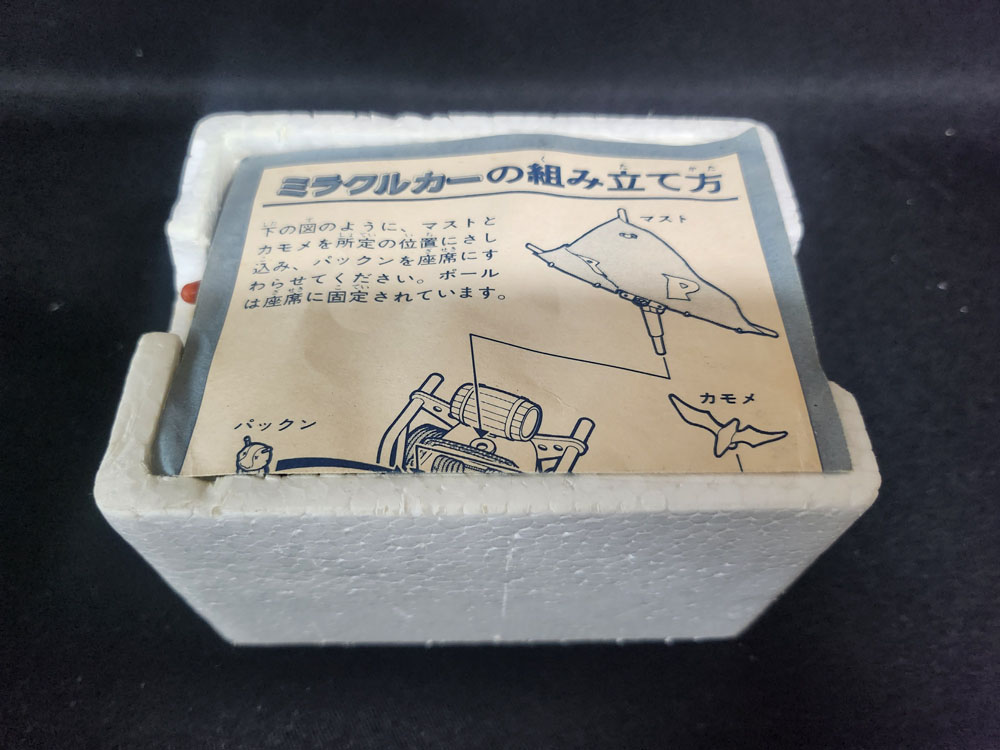 ミラクルカーの組み立て方
下の図のように、マストと
カモメを所定の位置にさし
込み、パックンを座席にす
わらせてください。ボール
は座席に固定されています。
マスト
P
カモメ
パックン